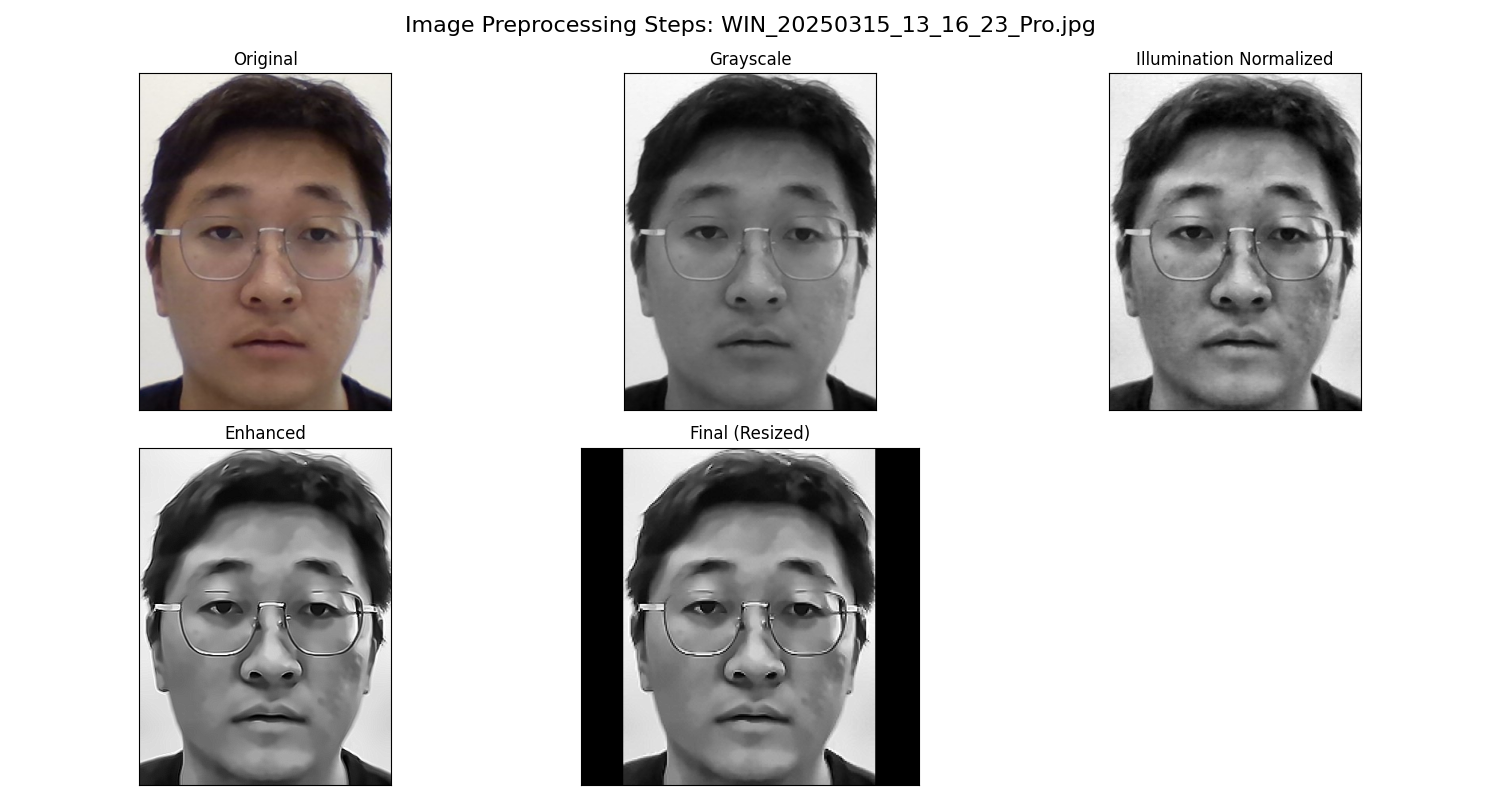 Image Preprocessing Steps: WIN_20250315_13_16_23_Pro.jpg
Original
Grayscale
Illumination Normalized
Enhanced
Final (Resized)